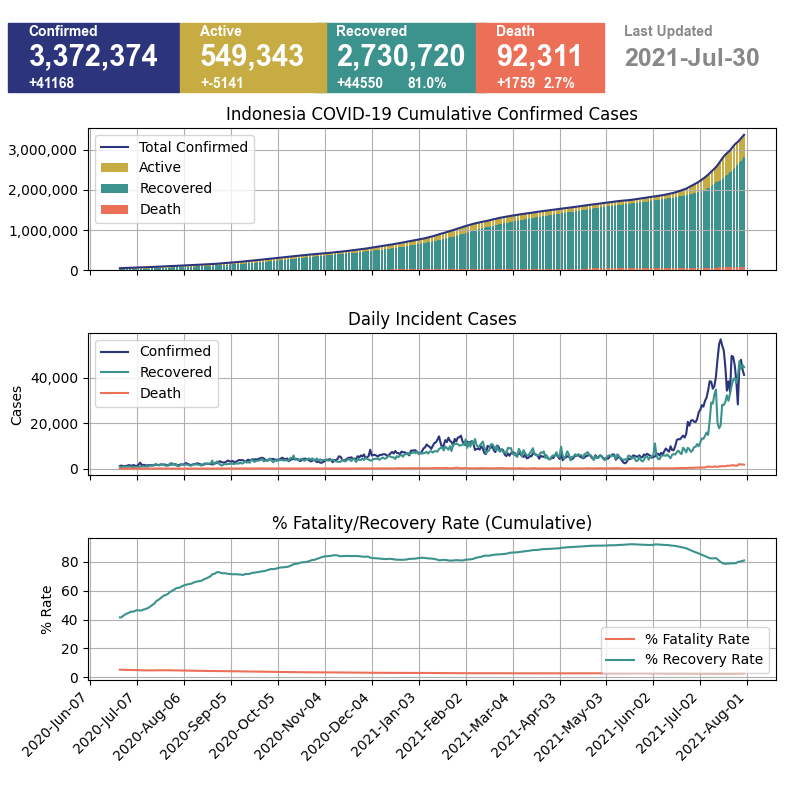 Confirmed Active Recovered Death Last Updated
3,372,374 549,343 2,730,720 92,311 2021-Jul-30
+41168 +-5141 +44550 81.0% +1759 2.7%
Indonesia COVID-19 Cumulative Confirmed Cases
3,000,000
2,000,000
1,000,000
0
Total Confirmed
Active
Recovered
Death
Daily Incident Cases
Cases
40,000
20,000
0
Confirmed
Recovered
Death
% Fatality/Recovery Rate (Cumulative)
% Rate
80
60
40
20
0
% Fatality Rate
% Recovery Rate
2020-Jun-07
2020-Jul-07
2020-Aug-06
2020-Sep-05
2020-Oct-05
2020-Nov-04
2020-Dec-04
2021-Jan-03
2021-Feb-02
2021-Mar-04
2021-Apr-03
2021-May-03
2021-Jun-02
2021-Jul-02
2021-Aug-01